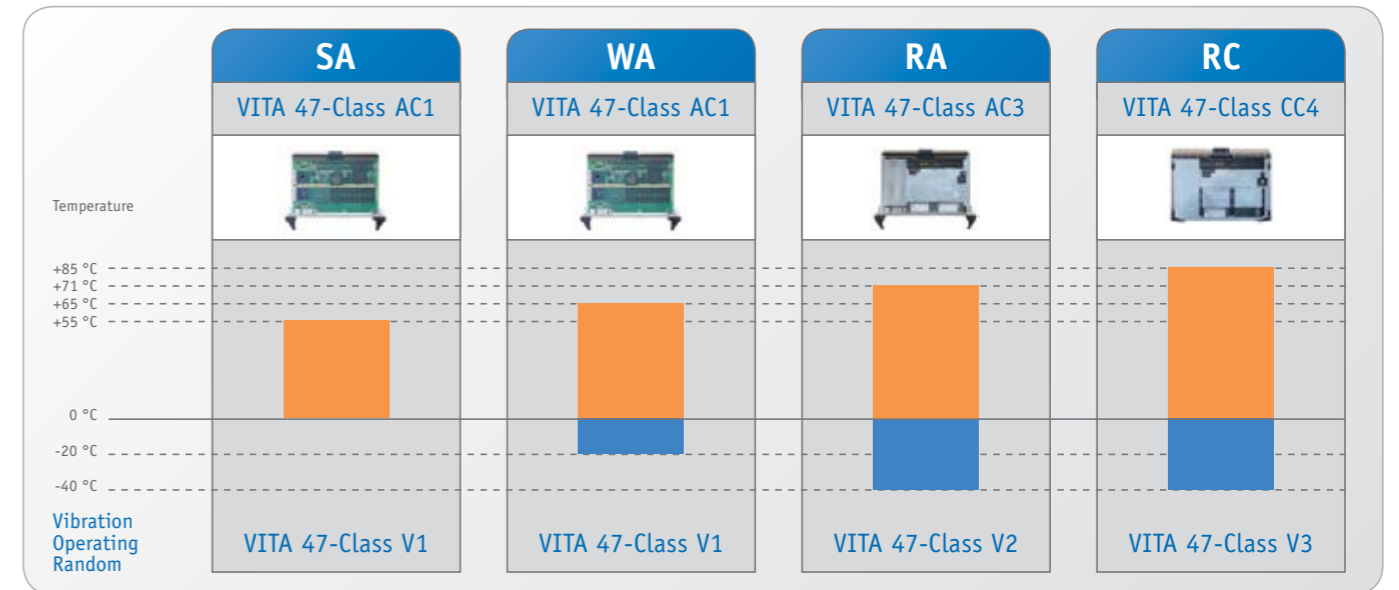 SA
WA
RA
RC
VITA 47-Class AC1
VITA 47-Class AC1
VITA 47-Class AC3
VITA 47-Class CC4
Temperature
+85 °C
+71 °C
+65 °C
+55 °C
0 °C
-20 °C
-40 °C
Vibration
Operating
Random
VITA 47-Class V1
VITA 47-Class V1
VITA 47-Class V2
VITA 47-Class V3